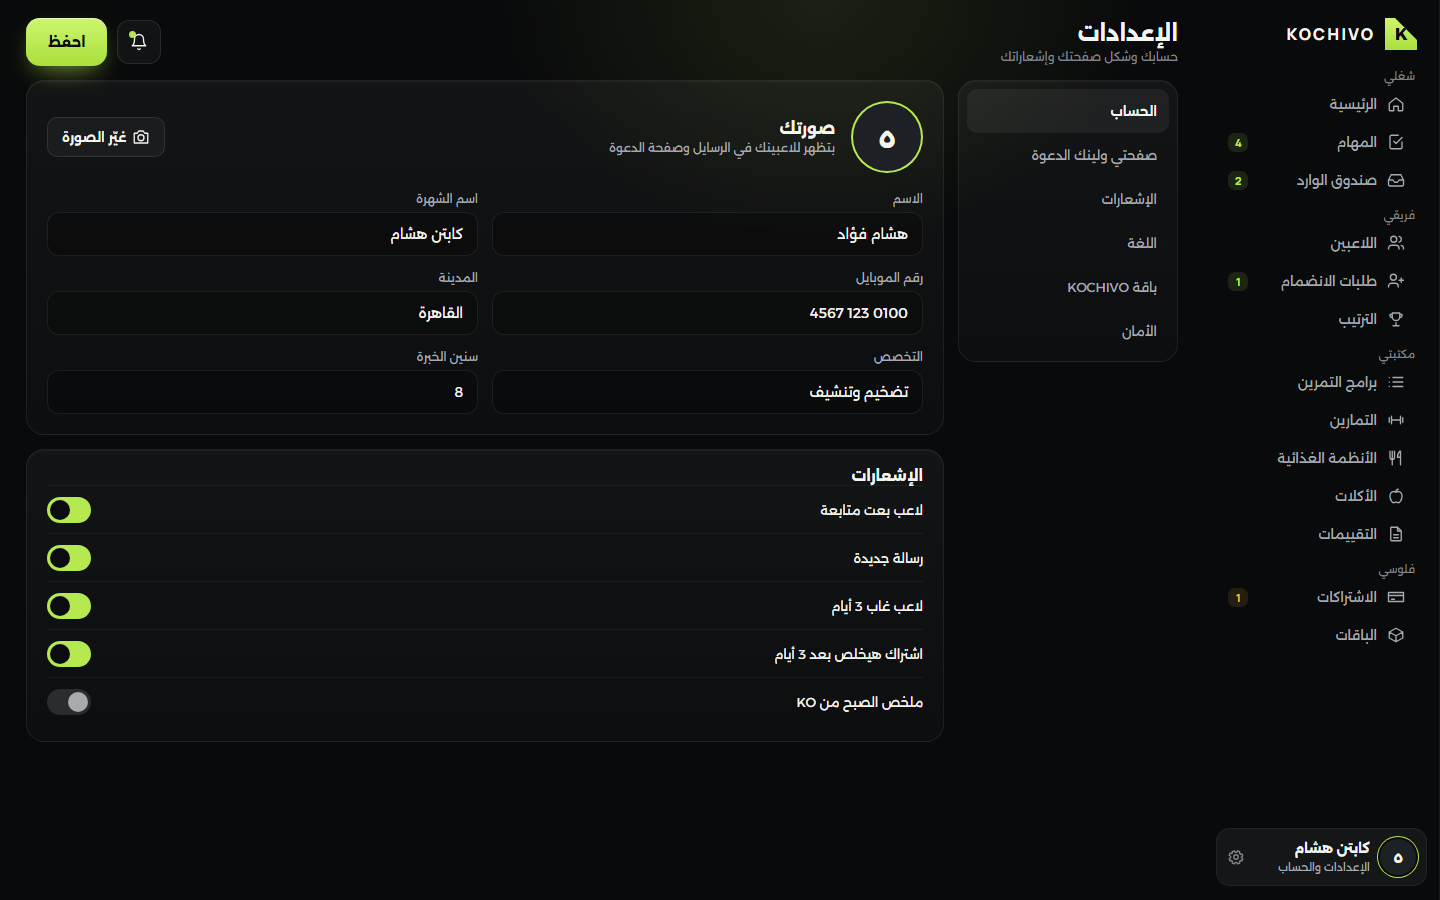 KOCHIVO
شغلي
الرئيسية
المهام
4
صندوق الوارد
2
فريقي
اللاعبين
طلبات الانضمام
1
الترتيب
مكتبتي
برامج التمرين
التمارين
الأنظمة الغذائية
الأكلات
التقييمات
فلوسي
الاشتراكات
1
الباقات
ه
كابتن هشام
الإعدادات والحساب
الإعدادات
حسابك وشكل صفحتك وإشعاراتك
احفظ
الحساب
صفحتي ولينك الدعوة
الإشعارات
اللغة
باقة KOCHIVO
الأمان
ه
صورتك
بتظهر للاعبينك في الرسايل وصفحة الدعوة
غيّر الصورة
الاسم
هشام فؤاد
اسم الشهرة
كابتن هشام
رقم الموبايل
0100 123 4567
المدينة
القاهرة
التخصص
تضخيم وتنشيف
سنين الخبرة
8
الإشعارات
لاعب بعت متابعة
رسالة جديدة
لاعب غاب 3 أيام
اشتراك هيخلص بعد 3 أيام
ملخص الصبح من KO